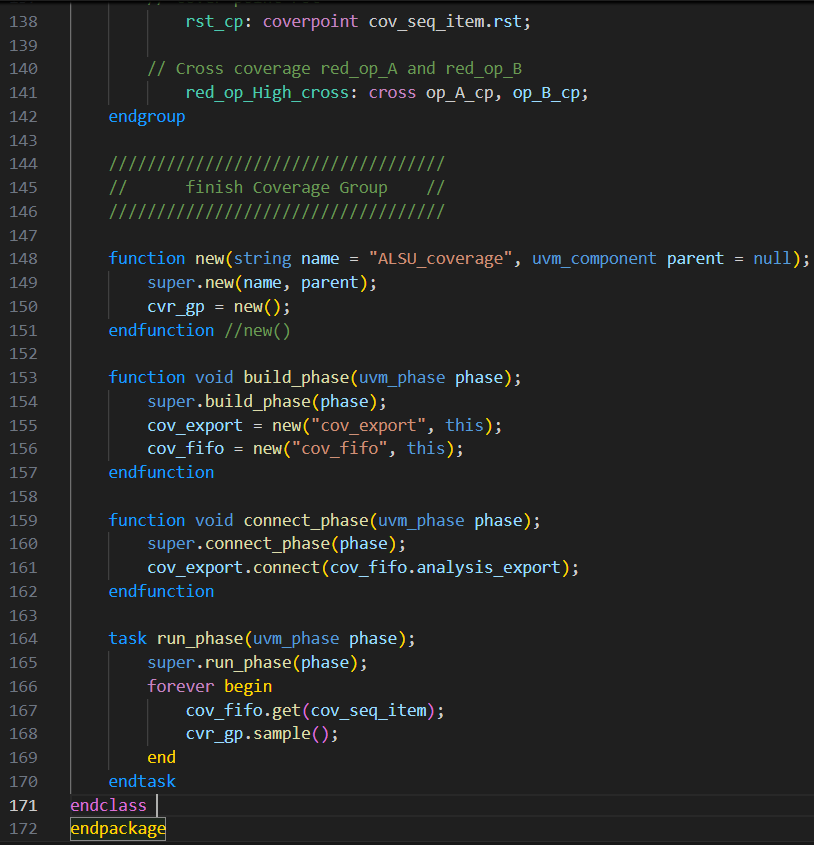 138 rst_cp: coverpoint cov_seq_item.rst;
139
140 // Cross coverage red_op_A and red_op_B
141 red_op_High_cross: cross op_A_cp, op_B_cp;
142 endgroup
143
144 ///////////////////////////////////
145 //      finish Coverage Group    //
146 ///////////////////////////////////
147
148 function new(string name = "ALSU_coverage", uvm_component parent = null);
149 super.new(name, parent);
150 cvr_gp = new();
151 endfunction //new()
152
153 function void build_phase(uvm_phase phase);
154 super.build_phase(phase);
155 cov_export = new("cov_export", this);
156 cov_fifo = new("cov_fifo", this);
157 endfunction
158
159 function void connect_phase(uvm_phase phase);
160 super.connect_phase(phase);
161 cov_export.connect(cov_fifo.analysis_export);
162 endfunction
163
164 task run_phase(uvm_phase phase);
165 super.run_phase(phase);
166 forever begin
167 cov_fifo.get(cov_seq_item);
168 cvr_gp.sample();
169 end
170 endtask
171 endclass
172 endpackage